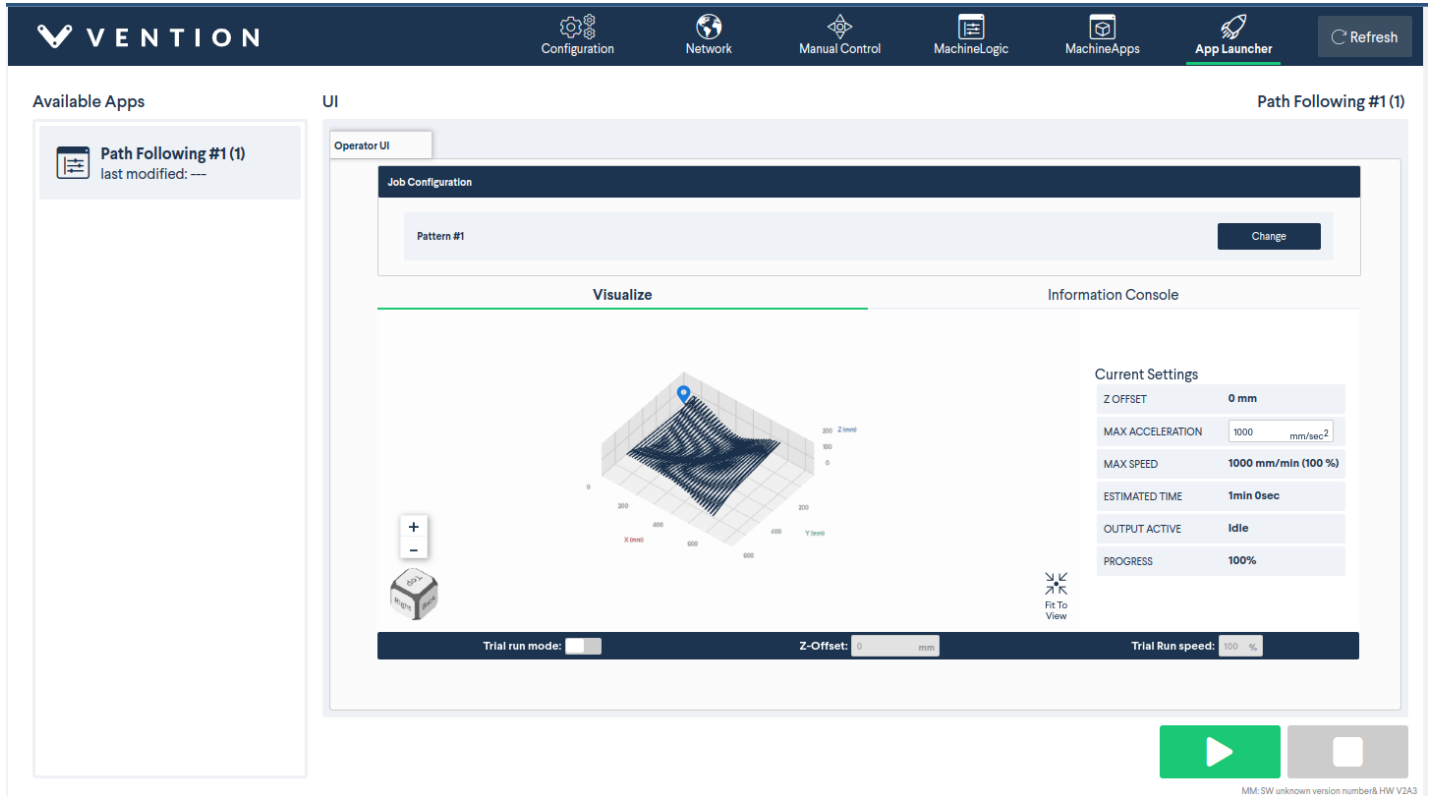 VENTION
Configuration
Network
Manual Control
MachineLogic
MachineApps
App Launcher
Refresh
Available Apps
UI
Path Following #1 (1)
Path Following #1 (1)
last modified: ---
Operator UI
Job Configuration
Pattern #1
Change
Visualize
Information Console
Current Settings
Z OFFSET 0 mm
MAX ACCELERATION 1000 mm/sec2
MAX SPEED 1000 mm/min (100 %)
ESTIMATED TIME 1min 0sec
OUTPUT ACTIVE Idle
PROGRESS 100%
200 Z (mm)
100
0
0
200
400
600
X (mm)
200
400
600
Y (mm)
+
-
Top
Right
Back
Fit To
View
Trial run mode:
Z-Offset: 0 mm
Trial Run speed: 100 %
MM: SW unknown version number& HW V2A3